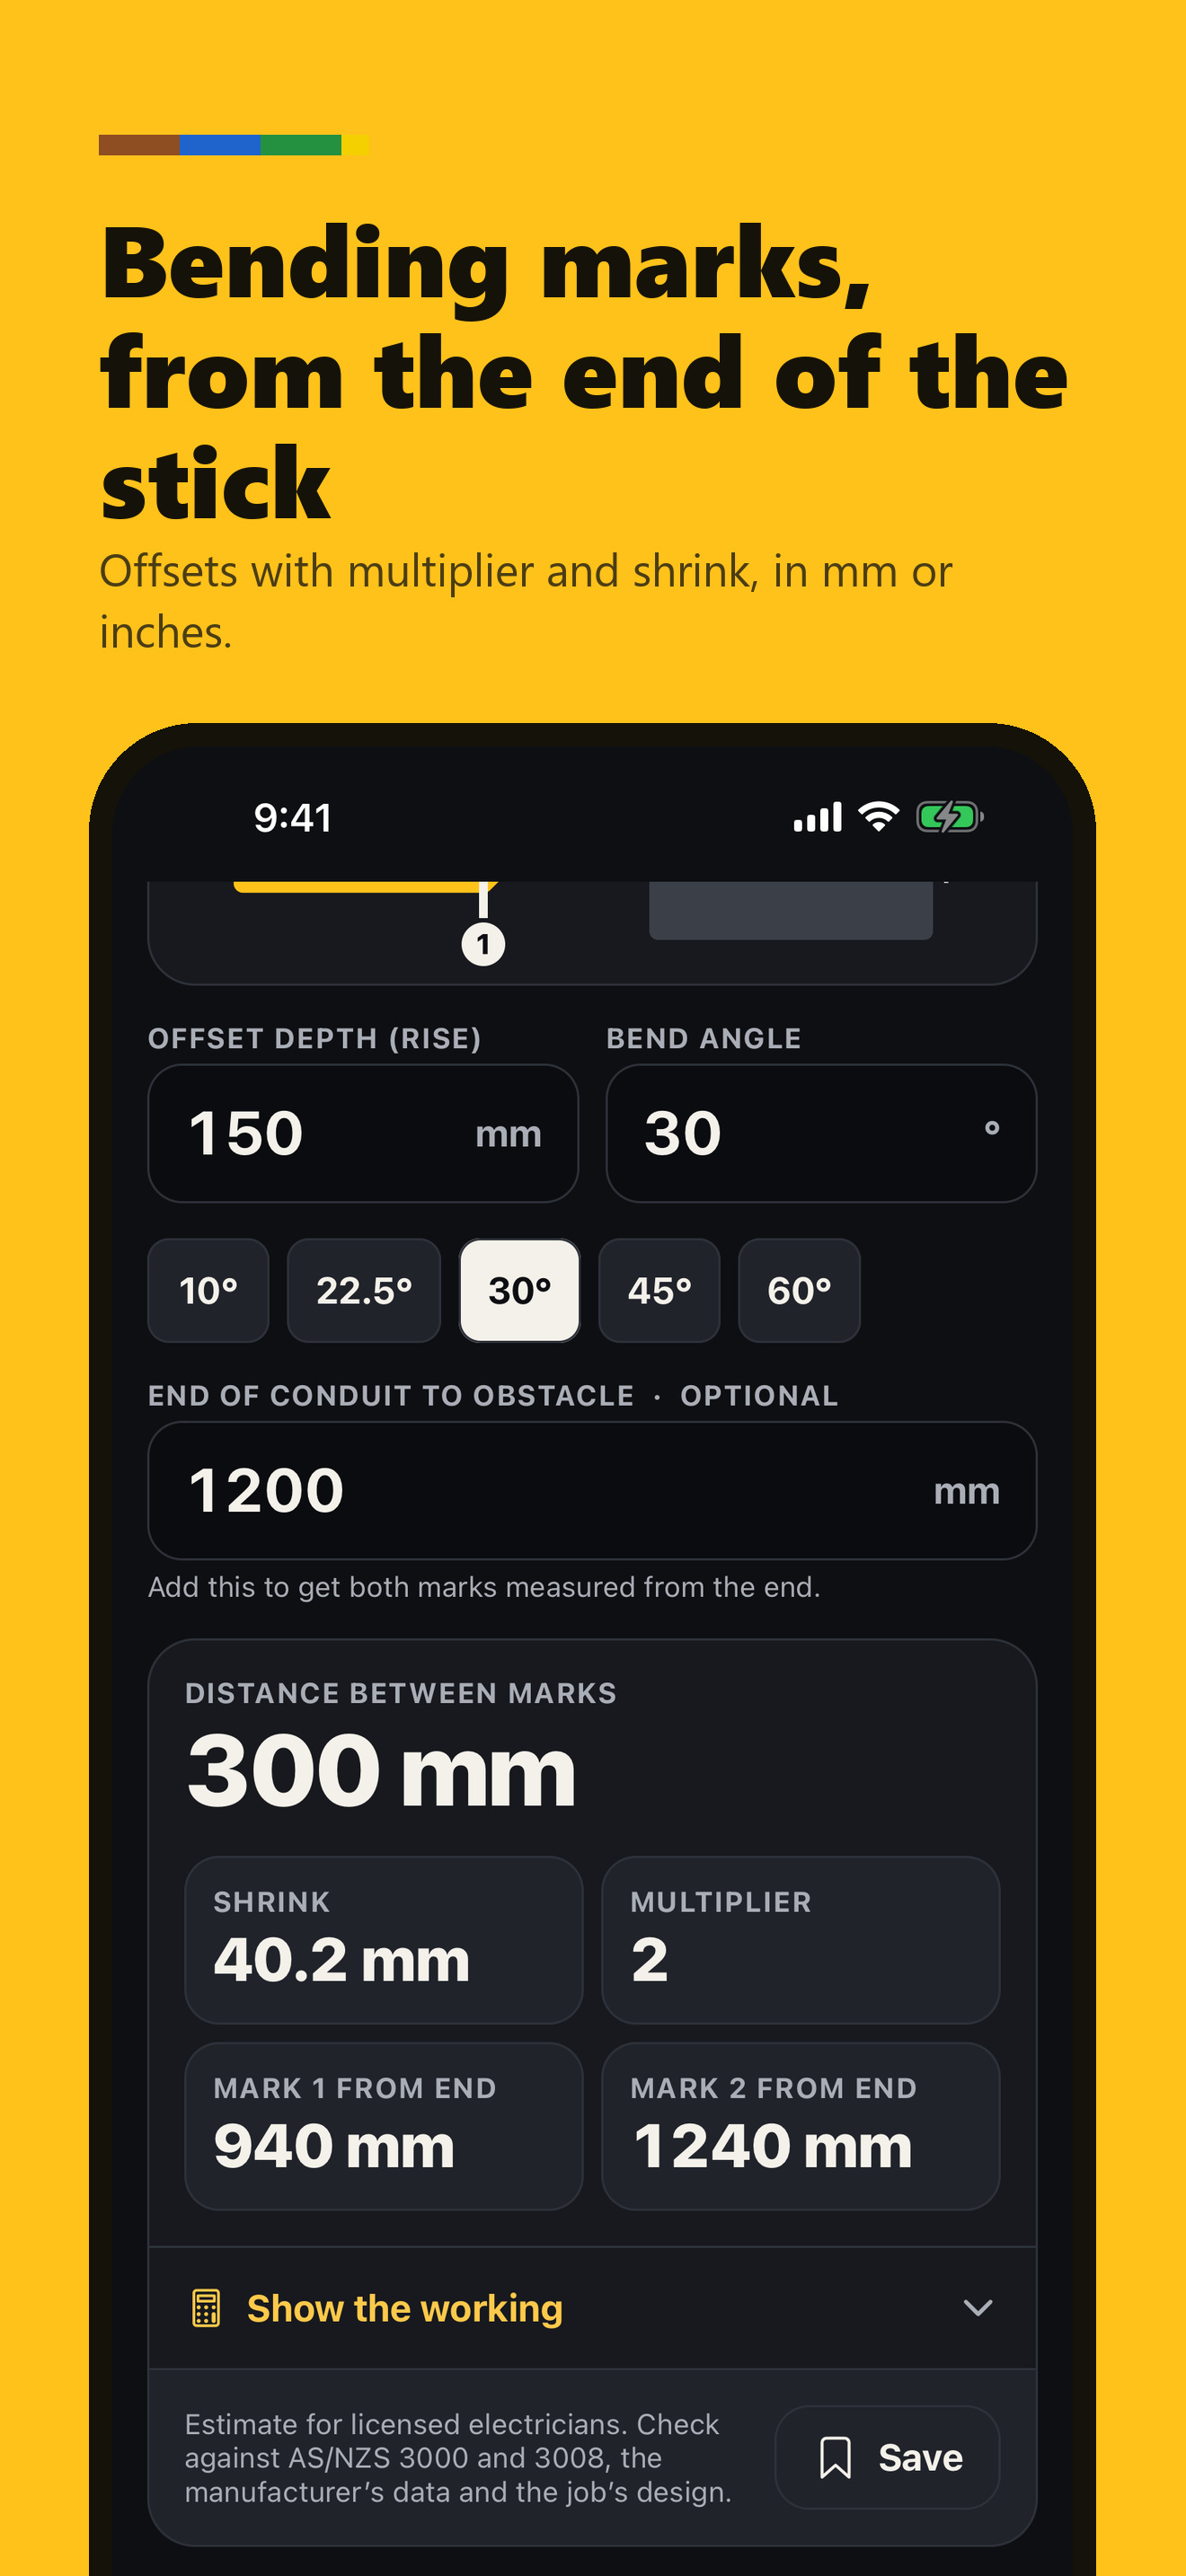 Bending marks,
from the end of the
stick
Offsets with multiplier and shrink, in mm or
inches.
9:41
1
OFFSET DEPTH (RISE)
BEND ANGLE
150 mm
30 °
10° 22.5° 30° 45° 60°
END OF CONDUIT TO OBSTACLE · OPTIONAL
1200 mm
Add this to get both marks measured from the end.
DISTANCE BETWEEN MARKS
300 mm
SHRINK
40.2 mm
MULTIPLIER
2
MARK 1 FROM END
940 mm
MARK 2 FROM END
1240 mm
Show the working
Estimate for licensed electricians. Check
against AS/NZS 3000 and 3008, the
manufacturer’s data and the job’s design.
Save